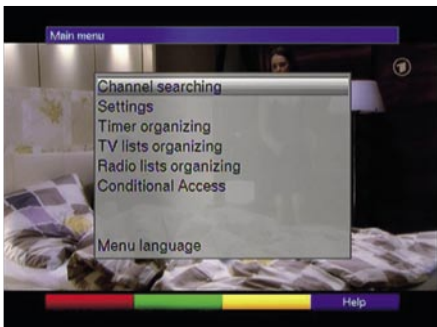 Main menu
Channel searching
Settings
Timer organizing
TV lists organizing
Radio lists organizing
Conditional Access
Menu language
Help